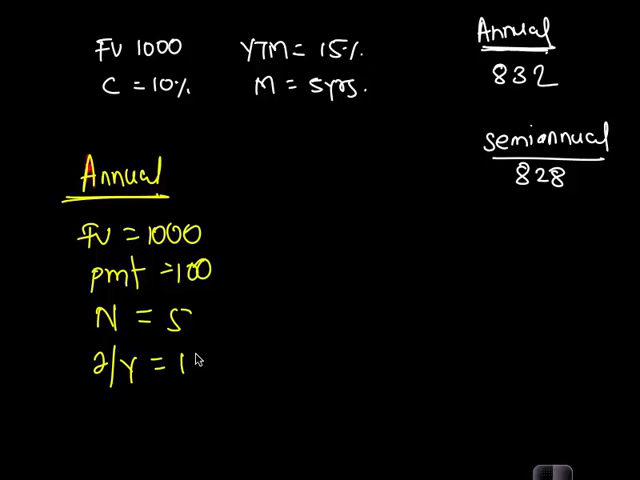 FV 1000 YTM = 15%
C = 10% M = 5yrs.
Annual
832
semiannual
828
Annual
FV = 1000
pmt = 100
N = 5
I/Y = 1